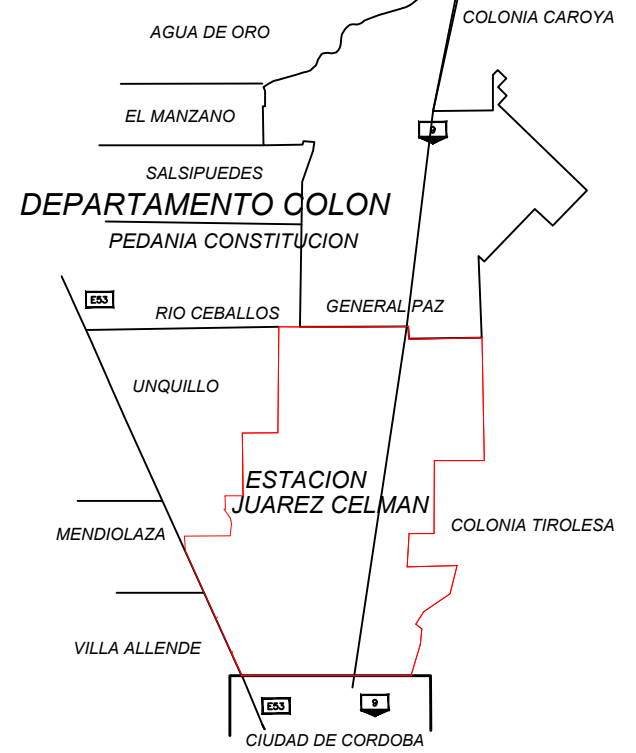 COLONIA CAROYA
AGUA DE ORO
EL MANZANO
9
SALSIPUEDES
DEPARTAMENTO COLON
PEDANIA CONSTITUCION
E53
RIO CEBALLOS
GENERAL PAZ
UNQUILLO
ESTACION
JUAREZ CELMAN
MENDIOLAZA
COLONIA TIROLESA
VILLA ALLENDE
E53
9
CIUDAD DE CORDOBA